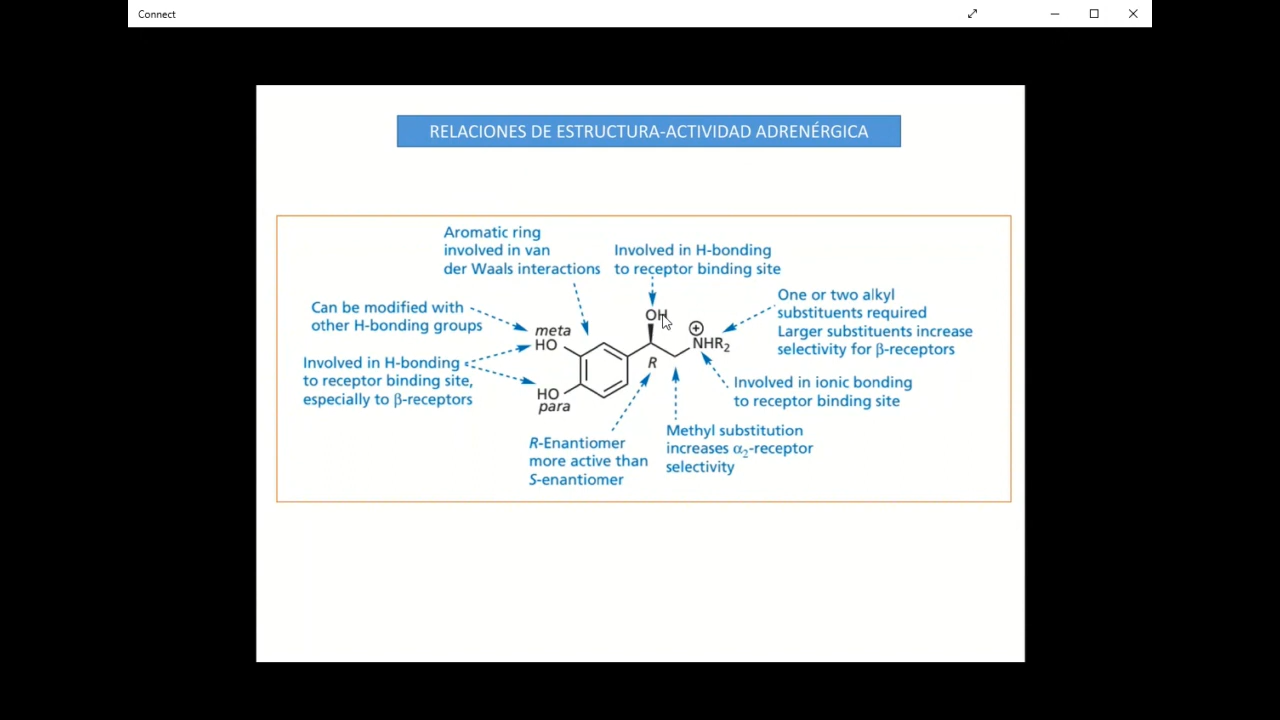 Connect
RELACIONES DE ESTRUCTURA-ACTIVIDAD ADRENÉRGICA
Aromatic ring
involved in van
der Waals interactions
Involved in H-bonding
to receptor binding site
Can be modified with
other H-bonding groups
One or two alkyl
substituents required
Larger substituents increase
selectivity for β-receptors
Involved in H-bonding
to receptor binding site,
especially to β-receptors
meta
HO
HO
para
OH
R
⊕
NHR₂
Involved in ionic bonding
to receptor binding site
R-Enantiomer
more active than
S-enantiomer
Methyl substitution
increases α₂-receptor
selectivity